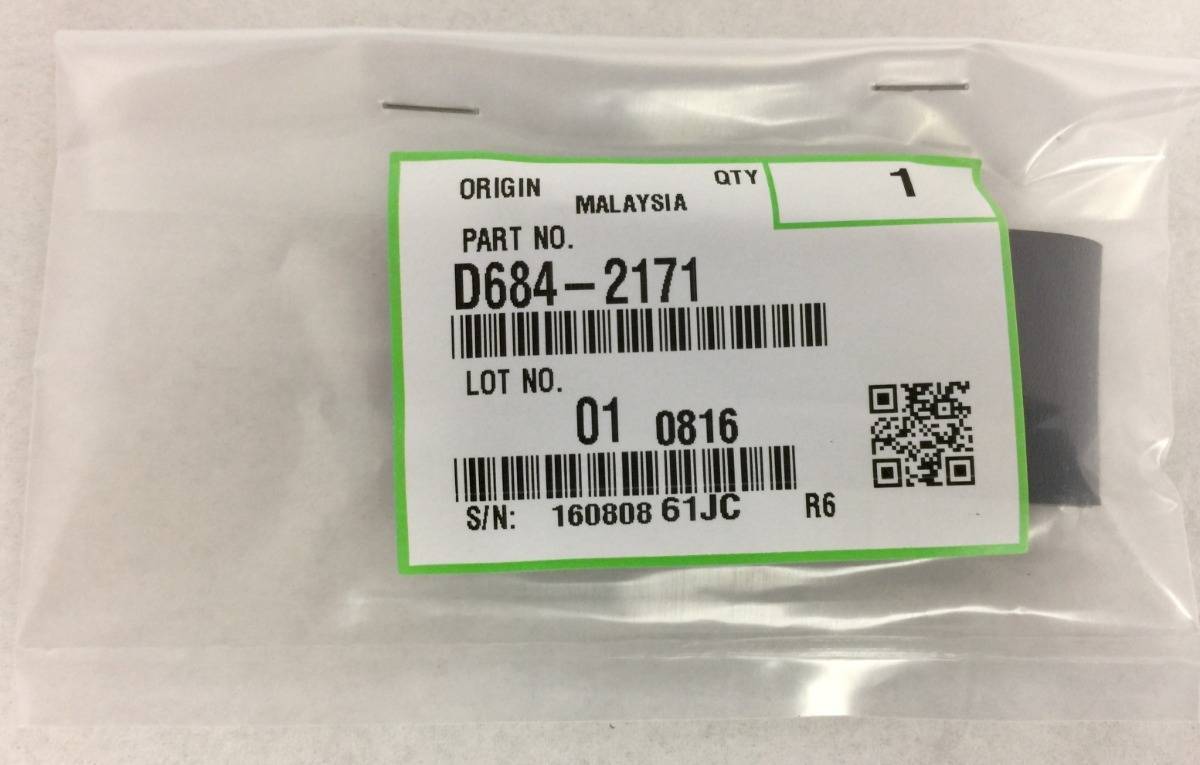 ORIGIN MALAYSIA QTY 1
PART NO.
D684-2171
LOT NO.
01 0816
S/N: 160808 61JC R6